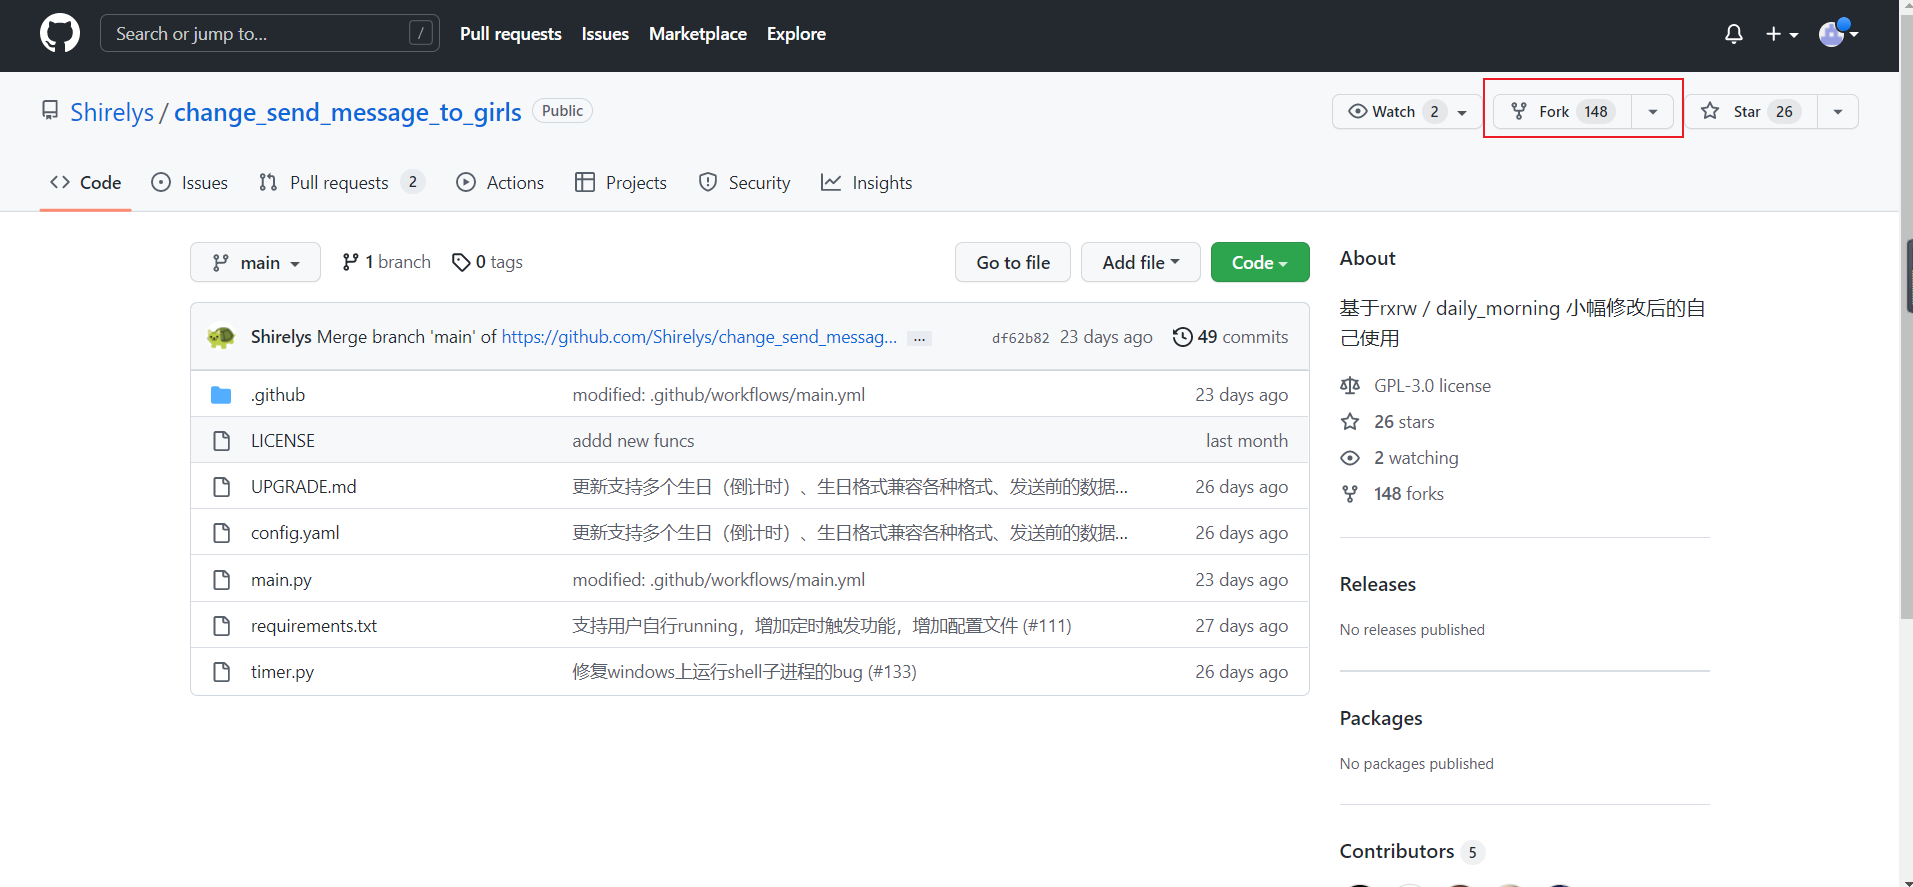 Search or jump to... / Pull requests Issues Marketplace Explore
Shirelys / change_send_message_to_girls Public Watch 2 Fork 148 Star 26
Code Issues Pull requests 2 Actions Projects Security Insights
main 1 branch 0 tags Go to file Add file Code
Shirelys Merge branch 'main' of https://github.com/Shirelys/change_send_messag... ... df62b82 23 days ago 49 commits
.github modified: .github/workflows/main.yml 23 days ago
LICENSE addd new funcs last month
UPGRADE.md 更新支持多个生日（倒计时）、生日格式兼容各种格式、发送前的数据... 26 days ago
config.yaml 更新支持多个生日（倒计时）、生日格式兼容各种格式、发送前的数据... 26 days ago
main.py modified: .github/workflows/main.yml 23 days ago
requirements.txt 支持用户自行running，增加定时触发功能，增加配置文件 (#111) 27 days ago
timer.py 修复windows上运行shell子进程的bug (#133) 26 days ago
About
基于rxrw / daily_morning 小幅修改后的自
己使用
GPL-3.0 license
26 stars
2 watching
148 forks
Releases
No releases published
Packages
No packages published
Contributors 5